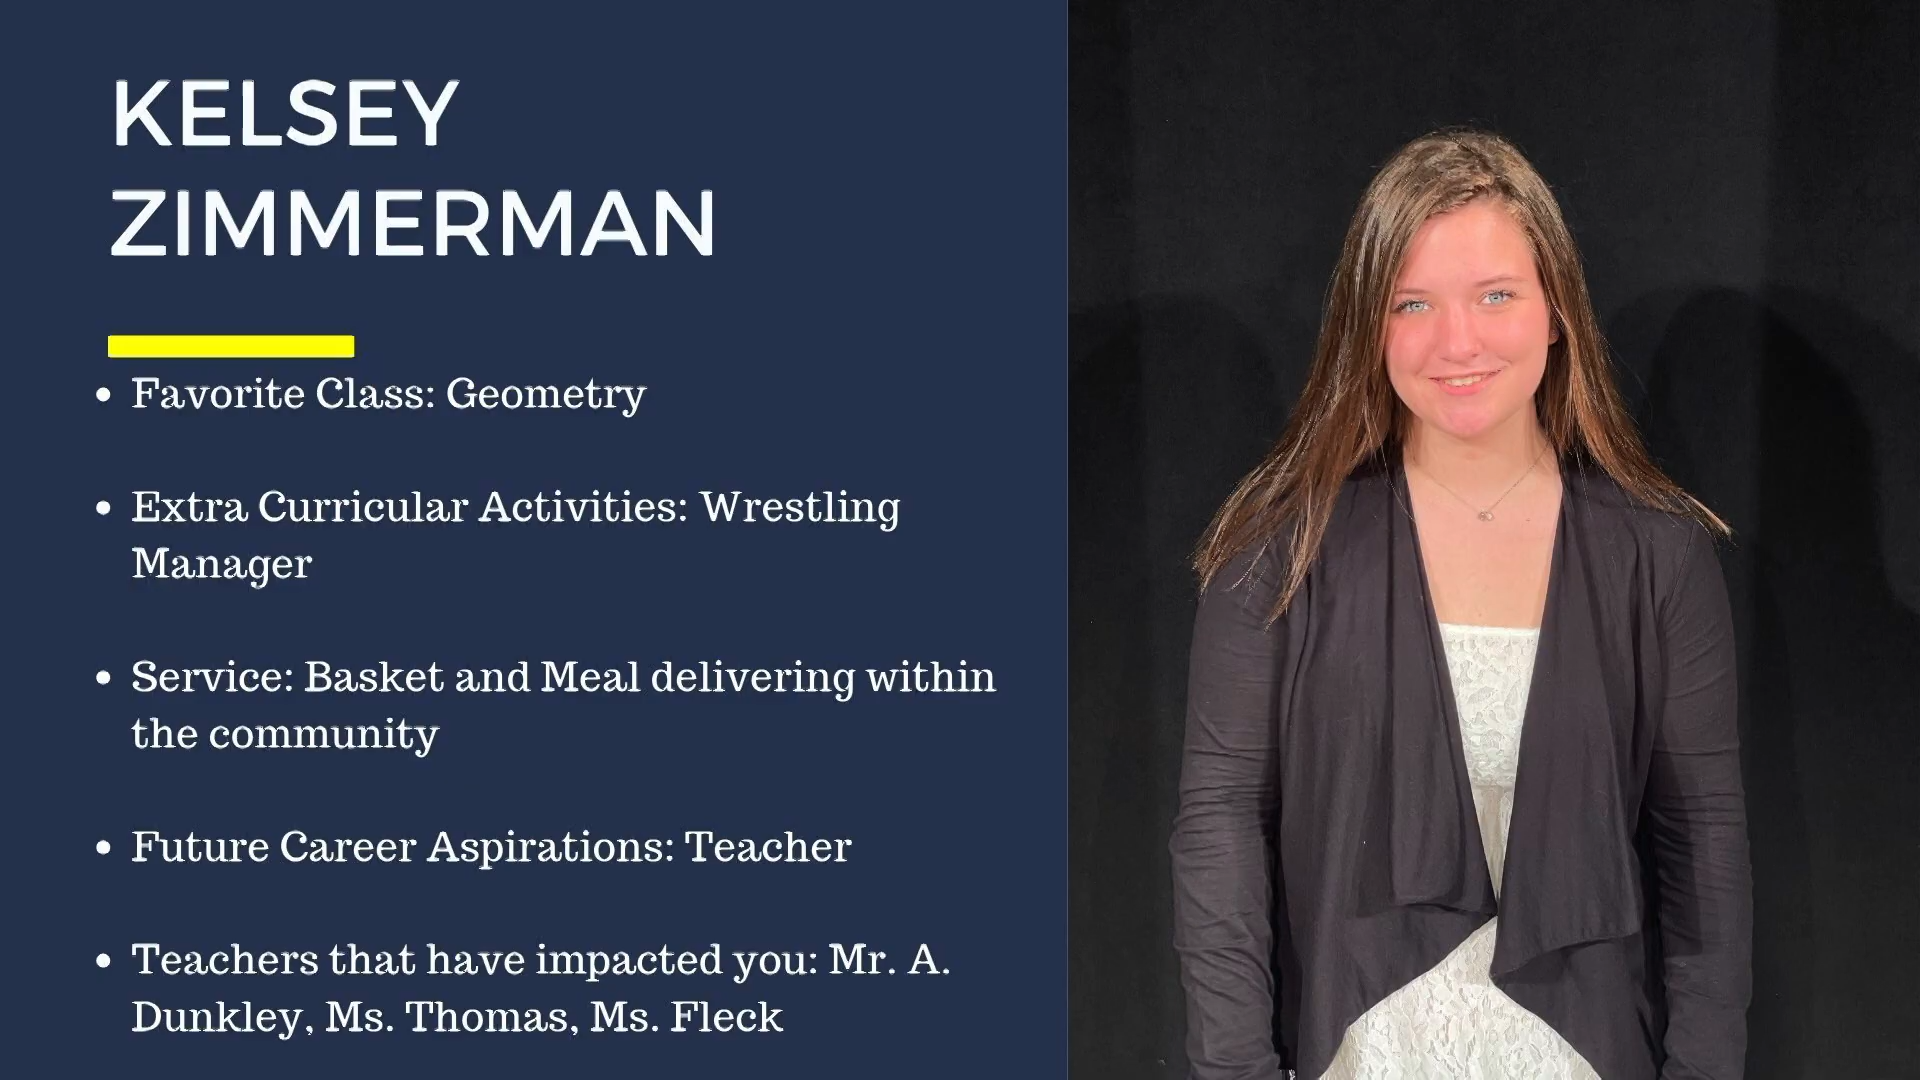 KELSEY
ZIMMERMAN
• Favorite Class: Geometry
• Extra Curricular Activities: Wrestling
Manager
• Service: Basket and Meal delivering within
the community
• Future Career Aspirations: Teacher
• Teachers that have impacted you: Mr. A.
Dunkley, Ms. Thomas, Ms. Fleck